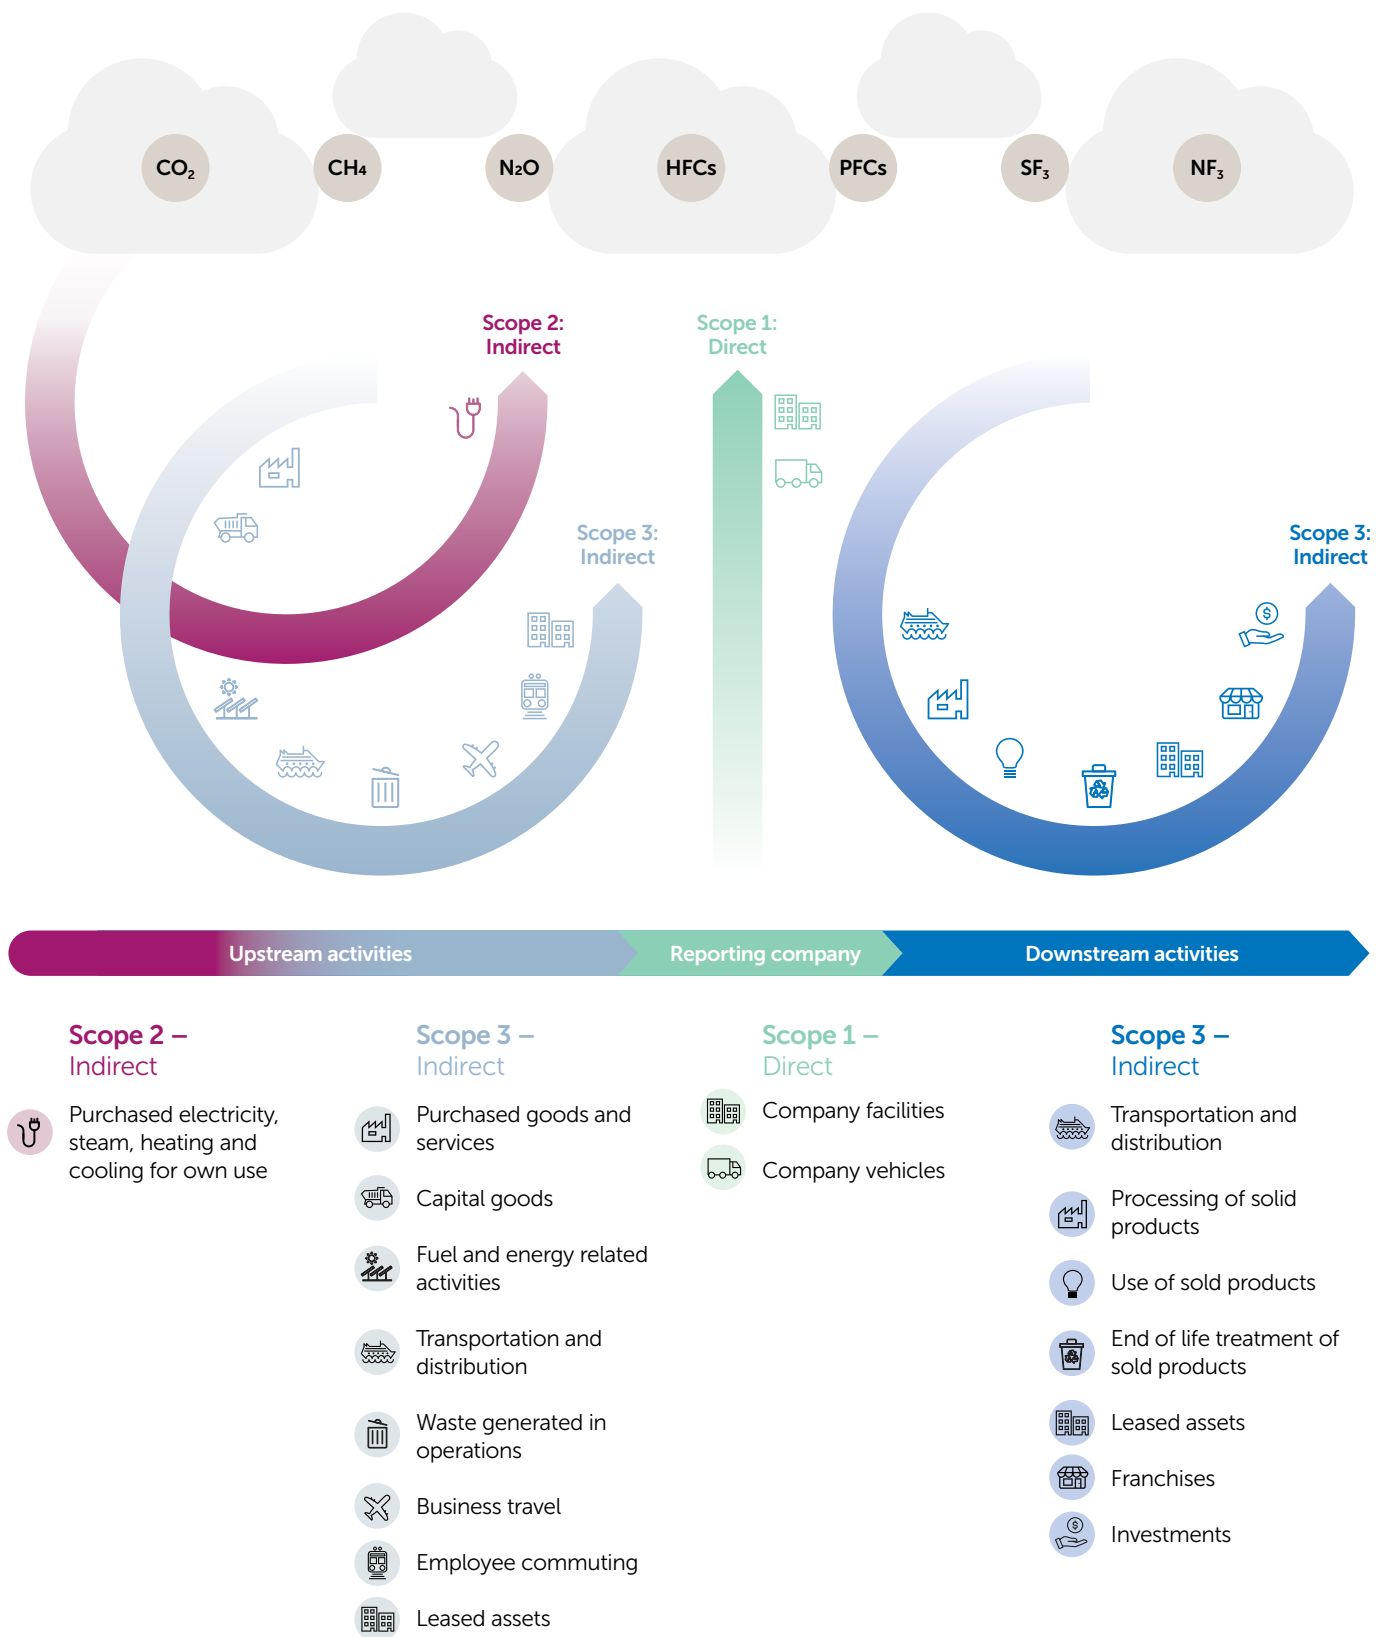 CO₂
CH4
N2O
HFCs
PFCs
SF₃
NF₃
Scope 2:
Indirect
Scope 1:
Direct
Scope 3:
Indirect
Scope 3:
Indirect
Upstream activities
Reporting company
Downstream activities
Scope 2 –
Indirect
Purchased electricity,
steam, heating and
cooling for own use
Scope 3 –
Indirect
Purchased goods and
services
Capital goods
Fuel and energy related
activities
Transportation and
distribution
Waste generated in
operations
Business travel
Employee commuting
Leased assets
Scope 1 –
Direct
Company facilities
Company vehicles
Scope 3 –
Indirect
Transportation and
distribution
Processing of solid
products
Use of sold products
End of life treatment of
sold products
Leased assets
Franchises
Investments